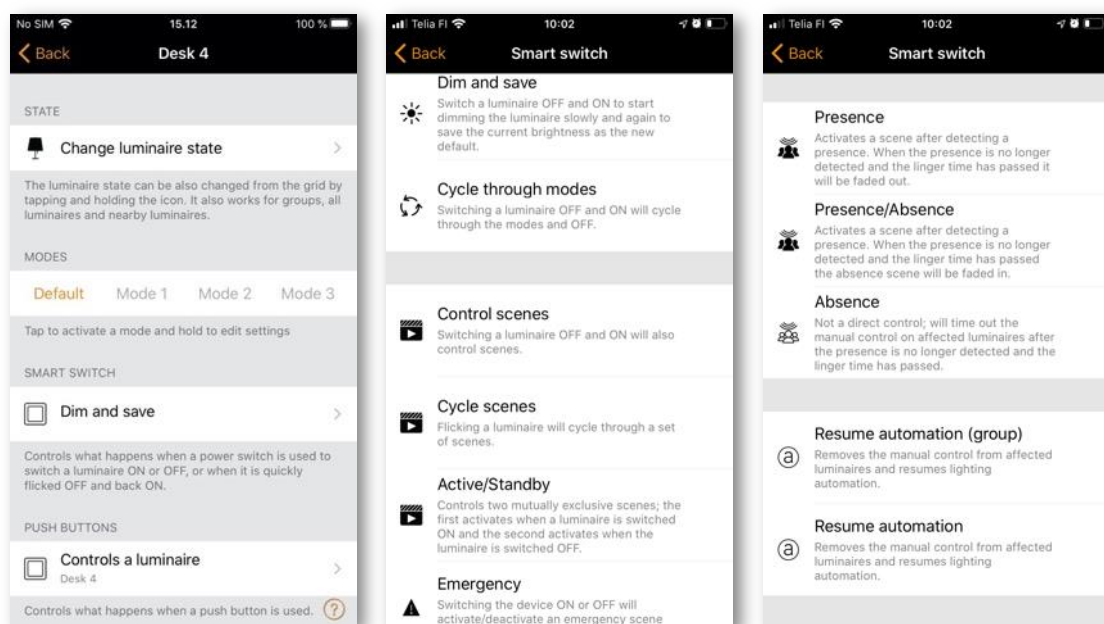 No SIM 15.12 100 %
Back Desk 4
STATE
Change luminaire state
The luminaire state can be also changed from the grid by
tapping and holding the icon. It also works for groups, all
luminaires and nearby luminaires.
MODES
Default Mode 1 Mode 2 Mode 3
Tap to activate a mode and hold to edit settings
SMART SWITCH
Dim and save
Controls what happens when a power switch is used to
switch a luminaire ON or OFF, or when it is quickly
flicked OFF and back ON.
PUSH BUTTONS
Controls a luminaire
Desk 4
Controls what happens when a push button is used. ?
Telia FI 10:02
Back Smart switch
Dim and save
Switch a luminaire OFF and ON to start
dimming the luminaire slowly and again to
save the current brightness as the new
default.
Cycle through modes
Switching a luminaire OFF and ON will cycle
through the modes and OFF.
Control scenes
Switching a luminaire OFF and ON will also
control scenes.
Cycle scenes
Flicking a luminaire will cycle through a set
of scenes.
Active/Standby
Controls two mutually exclusive scenes; the
first activates when a luminaire is switched
ON and the second activates when the
luminaire is switched OFF.
Emergency
Switching the device ON or OFF will
activate/deactivate an emergency scene
Telia FI 10:02
Back Smart switch
Presence
Activates a scene after detecting a
presence. When the presence is no longer
detected and the linger time has passed it
will be faded out.
Presence/Absence
Activates a scene after detecting a
presence. When the presence is no longer
detected and the linger time has passed
the absence scene will be faded in.
Absence
Not a direct control; will time out the
manual control on affected luminaires after
the presence is no longer detected and the
linger time has passed.
Resume automation (group)
Removes the manual control from affected
luminaires and resumes lighting
automation.
Resume automation
Removes the manual control from affected
luminaires and resumes lighting
automation.